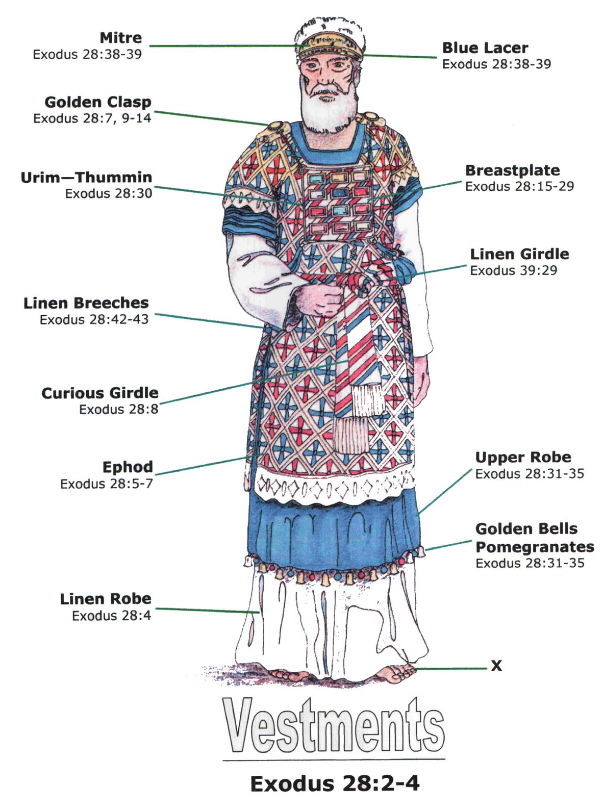 Mitre
Exodus 28:38-39
Blue Lacer
Exodus 28:38-39
Golden Clasp
Exodus 28:7, 9-14
Urim—Thummin
Exodus 28:30
Breastplate
Exodus 28:15-29
Linen Girdle
Exodus 39:29
Linen Breeches
Exodus 28:42-43
Curious Girdle
Exodus 28:8
Ephod
Exodus 28:5-7
Upper Robe
Exodus 28:31-35
Golden Bells
Pomegranates
Exodus 28:31-35
Linen Robe
Exodus 28:4
X
Vestments
Exodus 28:2-4